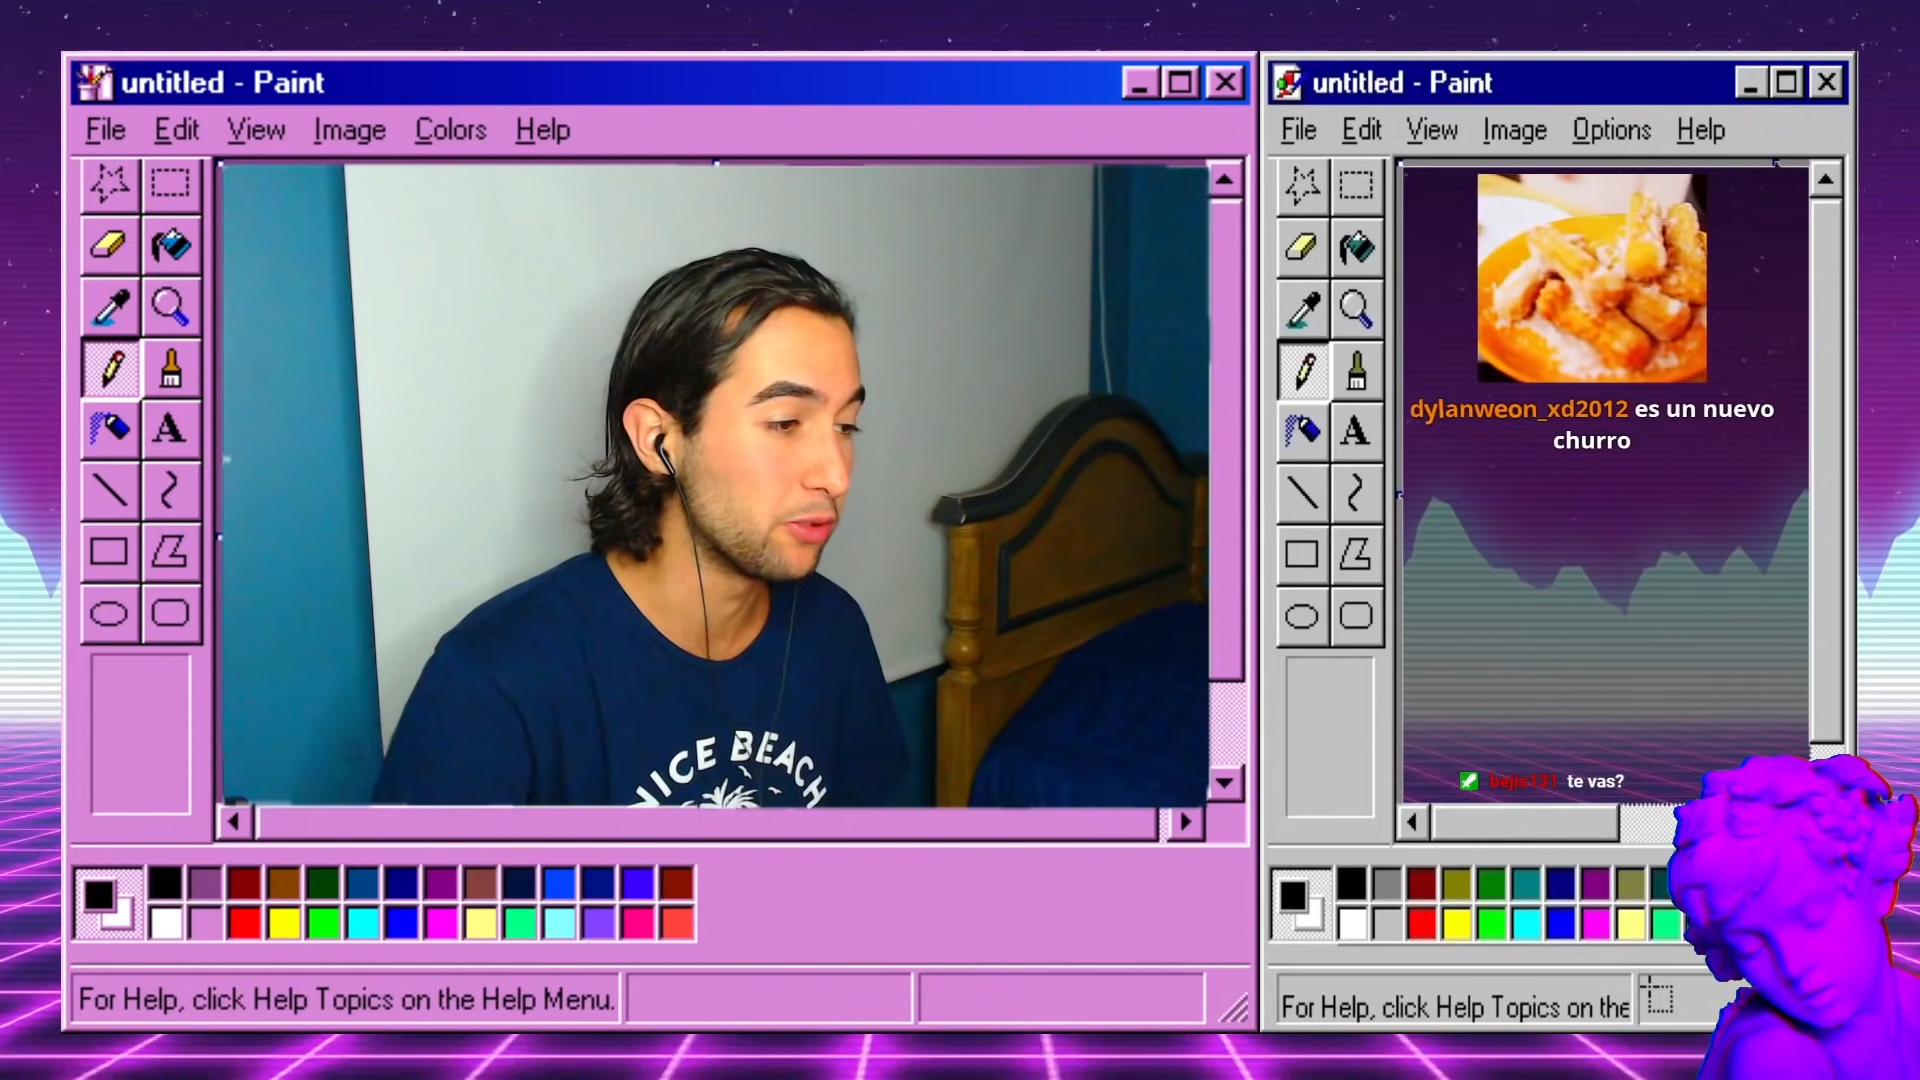 untitled - Paint
File Edit View Image Colors Help
A
NICE BEACH
For Help, click Help Topics on the Help Menu.
untitled - Paint
File Edit View Image Options Help
A
dylanweon_xd2012 es un nuevo
churro
bejis131 te vas?
For Help, click Help Topics on the